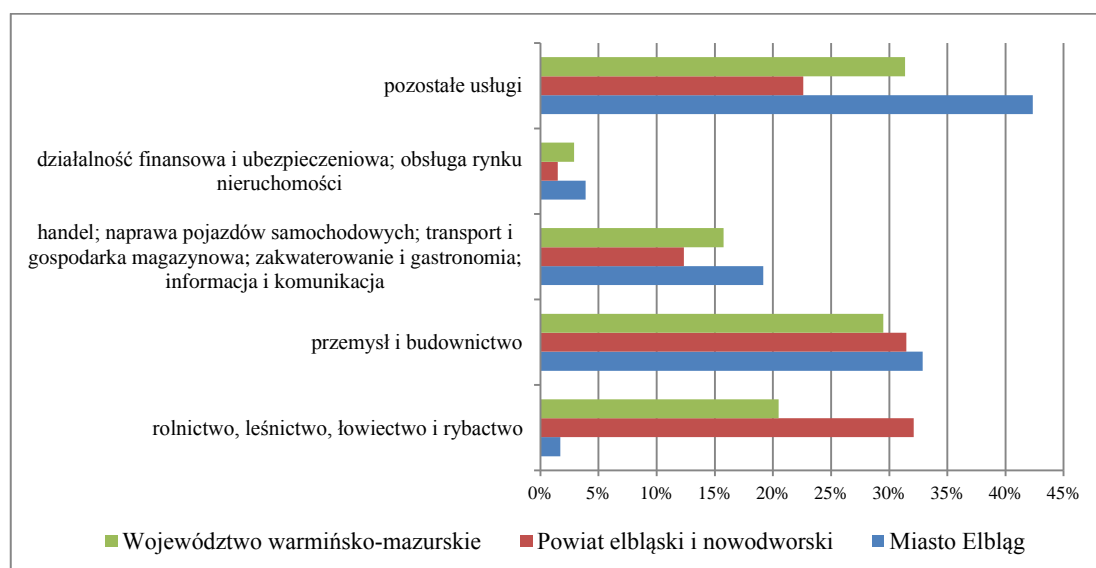 pozostałe usługi
działalność finansowa i ubezpieczeniowa; obsługa rynku
nieruchomości
handel; naprawa pojazdów samochodowych; transport i
gospodarka magazynowa; zakwaterowanie i gastronomia;
informacja i komunikacja
przemysł i budownictwo
rolnictwo, leśnictwo, łowiectwo i rybactwo
0% 5% 10% 15% 20% 25% 30% 35% 40% 45%
Województwo warmińsko-mazurskie Powiat elbląski i nowodworski Miasto Elbląg